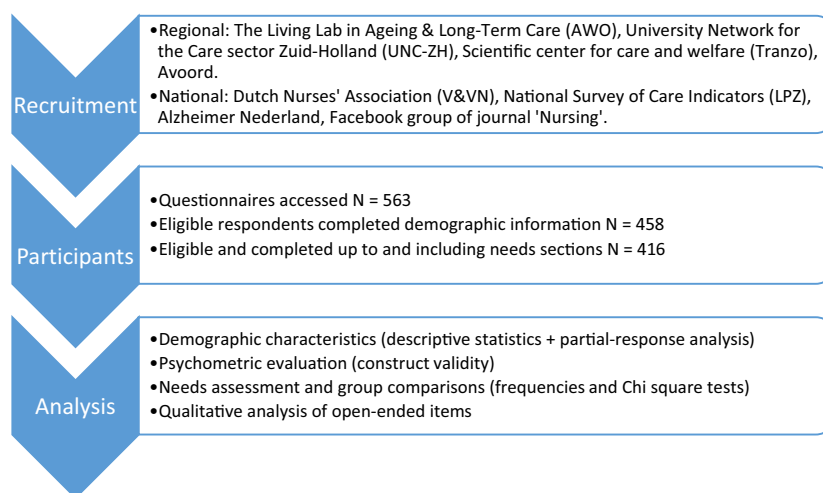 Recruitment
•Regional: The Living Lab in Ageing & Long-Term Care (AWO), University Network for
the Care sector Zuid-Holland (UNC-ZH), Scientific center for care and welfare (Tranzo),
Avoord.
•National: Dutch Nurses' Association (V&VN), National Survey of Care Indicators (LPZ),
Alzheimer Nederland, Facebook group of journal 'Nursing'.
Participants
•Questionnaires accessed N = 563
•Eligible respondents completed demographic information N = 458
•Eligible and completed up to and including needs sections N = 416
Analysis
•Demographic characteristics (descriptive statistics + partial-response analysis)
•Psychometric evaluation (construct validity)
•Needs assessment and group comparisons (frequencies and Chi square tests)
•Qualitative analysis of open-ended items